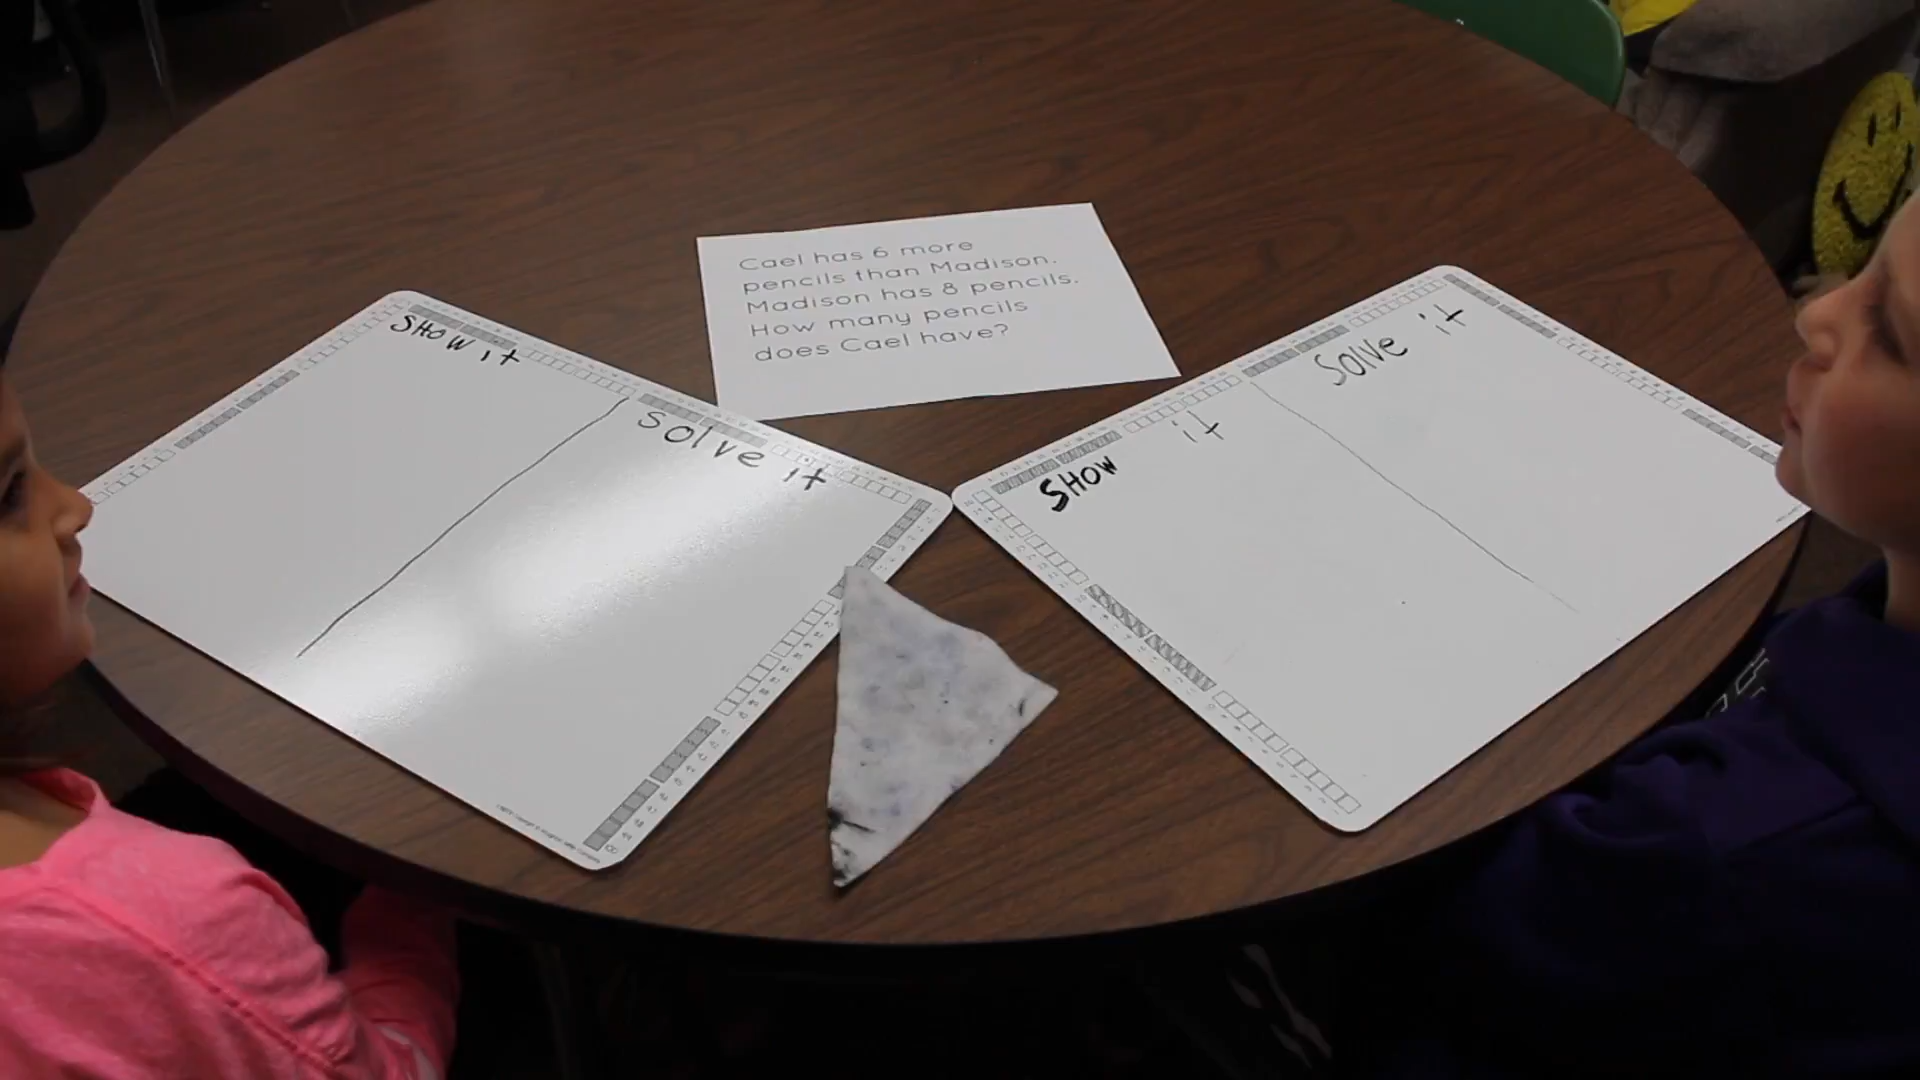 Cael has 6 more
pencils than Madison.
Madison has 8 pencils.
How many pencils
does Cael have?
SHOW it
Solve it
SHOW it
Solve it